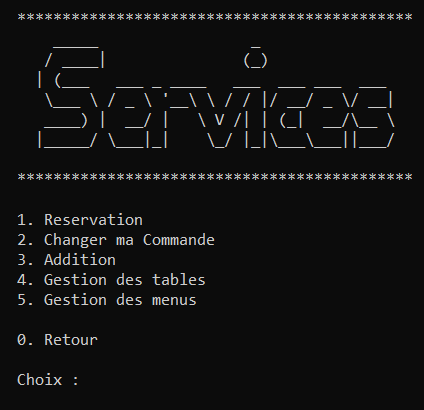 ********************************************
Services
********************************************
1. Reservation
2. Changer ma Commande
3. Addition
4. Gestion des tables
5. Gestion des menus
0. Retour
Choix :